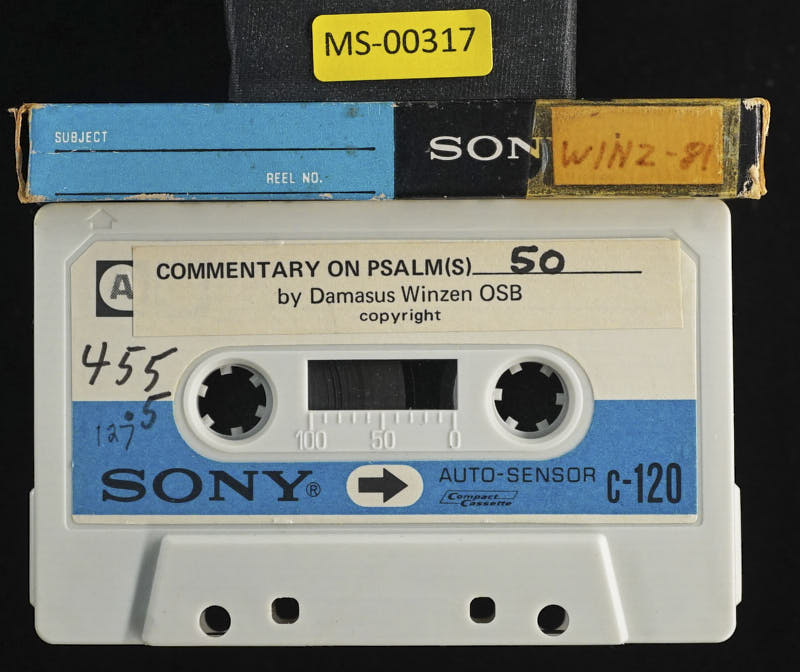 MS-00317
SUBJECT
REEL NO.
SON
WINZ-81
A
COMMENTARY ON PSALM(S) 50
by Damasus Winzen OSB
copyright
455
.5
127
100 50 0
SONY®
AUTO-SENSOR
Compact Cassette
C-120